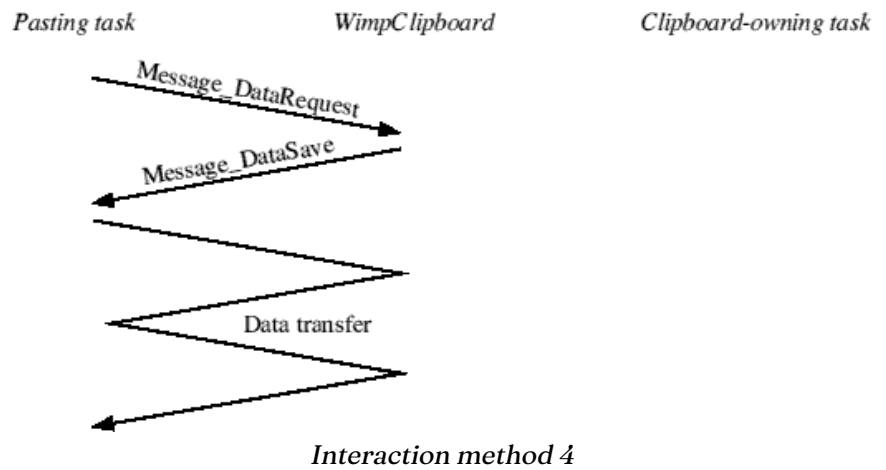 Pasting task WimpClipboard Clipboard-owning task
Message_DataRequest
Message_DataSave
Data transfer
Interaction method 4